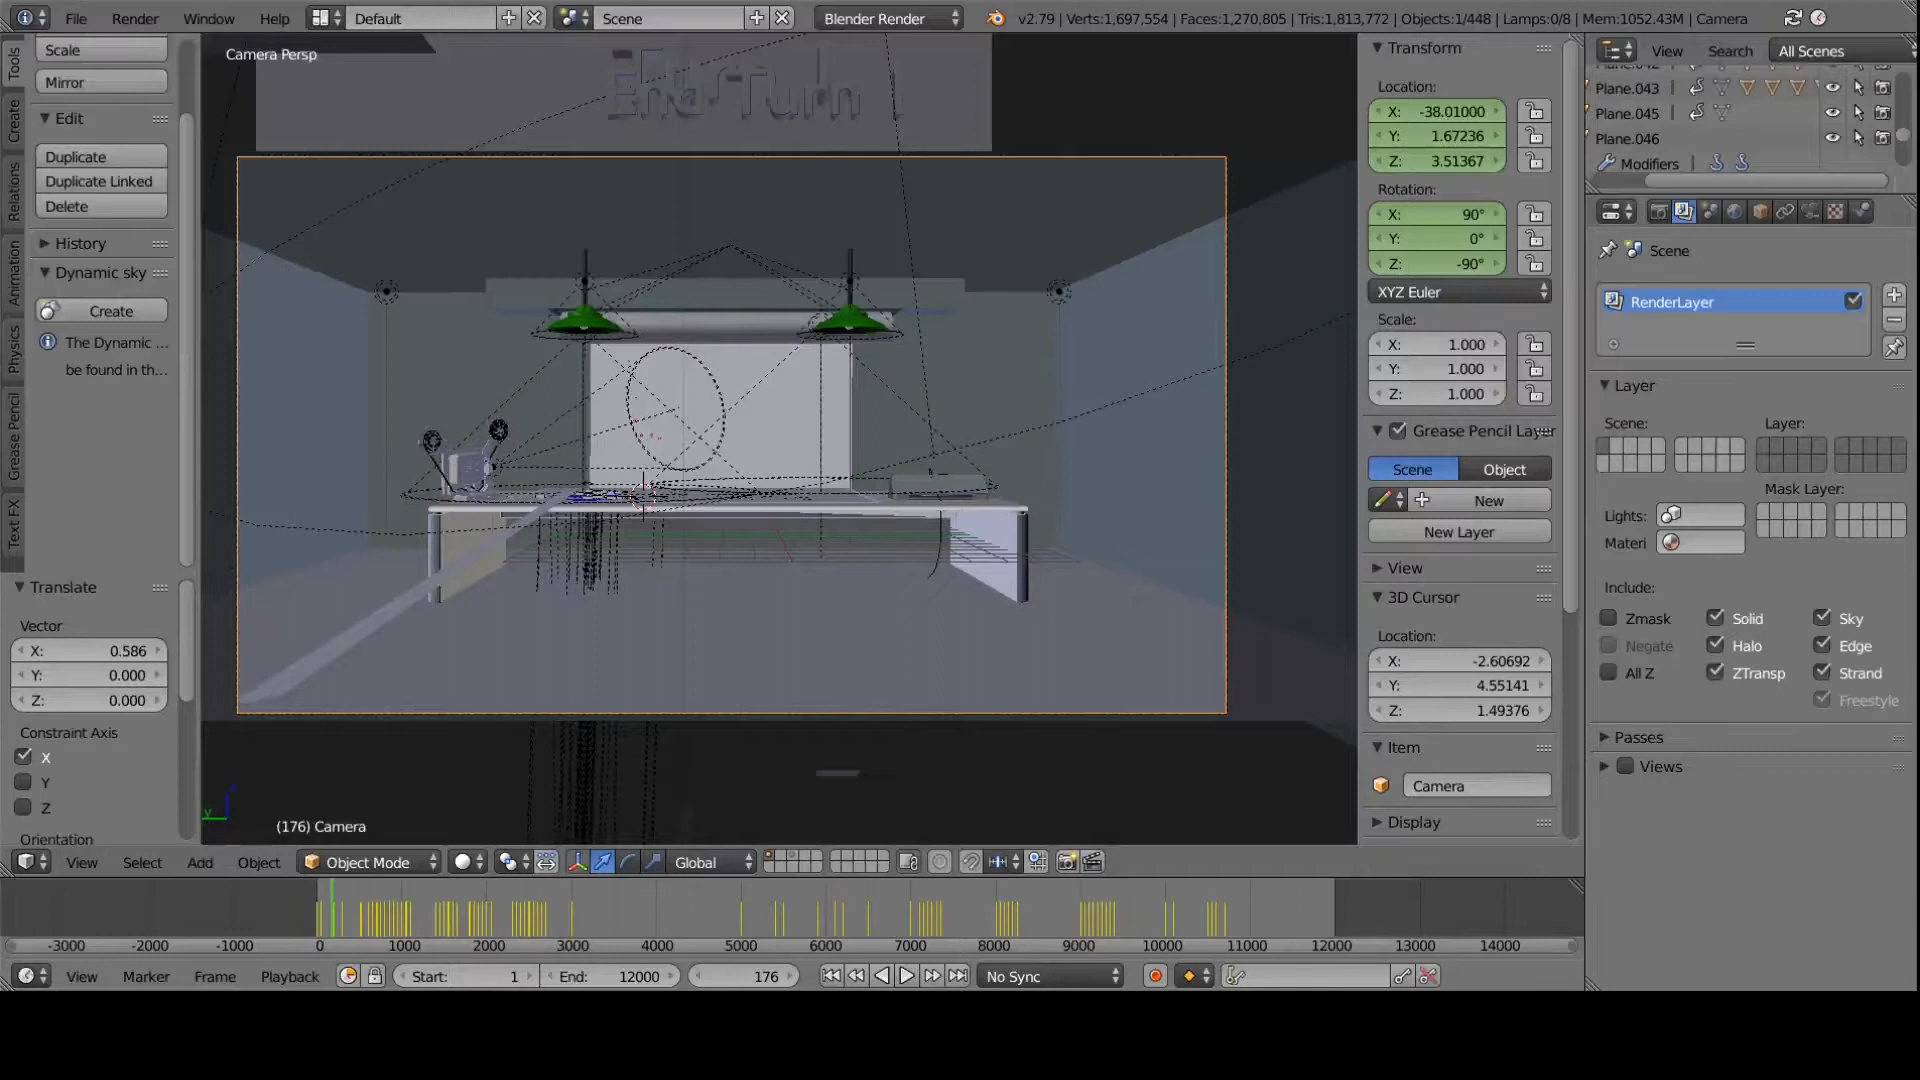 File Render Window Help Default Scene Blender Render v2.79 | Verts:1,697,554 | Faces:1,270,805 | Tris:1,813,772 | Objects:1/448 | Lamps:0/8 | Mem:1052.43M | Camera
Tools
Create
Relations
Animation
Physics
Grease Pencil
Text FX
Scale
Mirror
Edit
Duplicate
Duplicate Linked
Delete
History
Dynamic sky
Create
The Dynamic ...
be found in th...
Translate
Vector
X: 0.586
Y: 0.000
Z: 0.000
Constraint Axis
X
Y
Z
Orientation
Camera Persp
End Turn
(176) Camera
Transform
Location:
X: -38.01000
Y: 1.67236
Z: 3.51367
Rotation:
X: 90°
Y: 0°
Z: -90°
XYZ Euler
Scale:
X: 1.000
Y: 1.000
Z: 1.000
Grease Pencil Layer
Scene Object
New
New Layer
View
3D Cursor
Location:
X: -2.60692
Y: 4.55141
Z: 1.49376
Item
Camera
Display
View Search All Scenes
Plane.042
Plane.043
Plane.045
Plane.046
Modifiers
Scene
RenderLayer
Layer
Scene: Layer:
Mask Layer:
Lights:
Materi
Include:
Zmask Solid Sky
Negate Halo Edge
All Z ZTransp Strand
Freestyle
Passes
Views
View Select Add Object Object Mode Global
-3000 -2000 -1000 0 1000 2000 3000 4000 5000 6000 7000 8000 9000 10000 11000 12000 13000 14000
View Marker Frame Playback Start: 1 End: 12000 176 No Sync